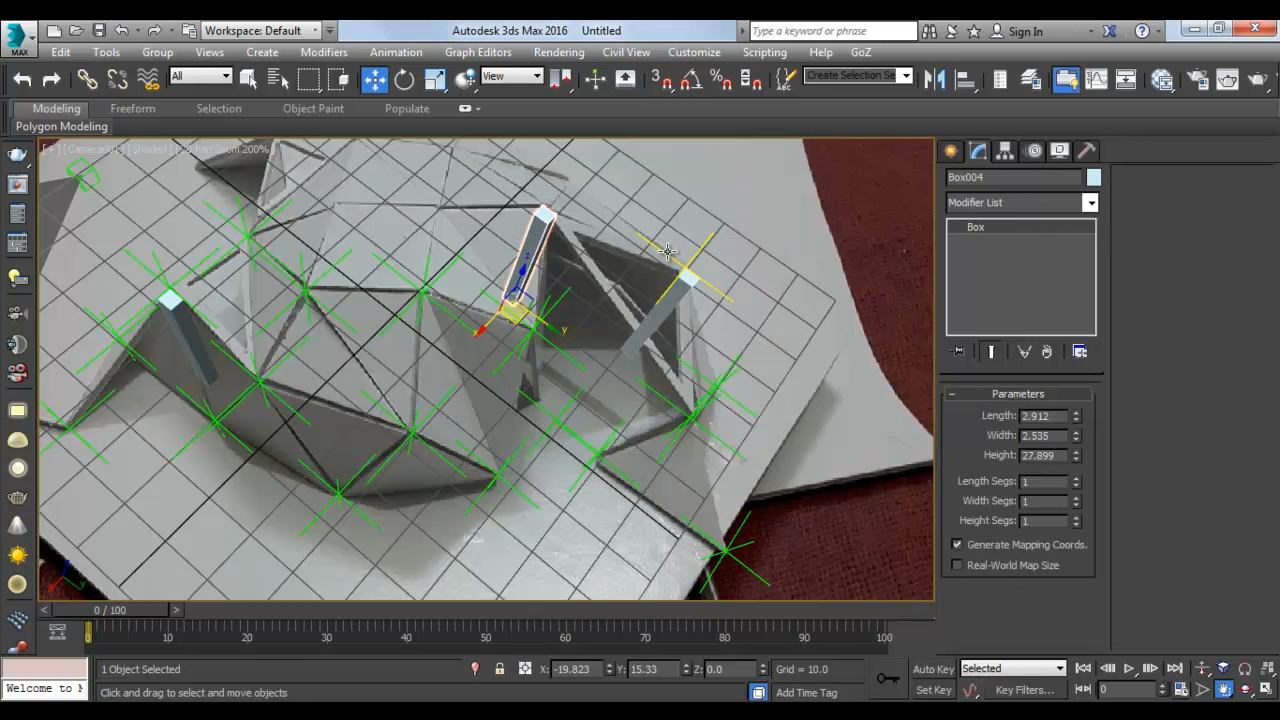 Workspace: Default
Autodesk 3ds Max 2016 Untitled
Type a keyword or phrase
Sign In
MAX
Edit Tools Group Views Create Modifiers Animation Graph Editors Rendering Civil View Customize Scripting Help GoZ
All
View
Create Selection Se
Modeling Freeform Selection Object Paint Populate
Polygon Modeling
Box004
Modifier List
Box
z
x
y
Parameters
Length: 2.912
Width: 2.535
Height: 27.899
Length Segs: 1
Width Segs: 1
Height Segs: 1
Generate Mapping Coords.
Real-World Map Size
y
< 0 / 100 >
0 10 20 30 40 50 60 70 80 90 100
1 Object Selected
X: -19.823 Y: 15.33 Z: 0.0
Grid = 10.0
Auto Key Selected
Welcome to M
Click and drag to select and move objects
Add Time Tag
Set Key Key Filters... 0